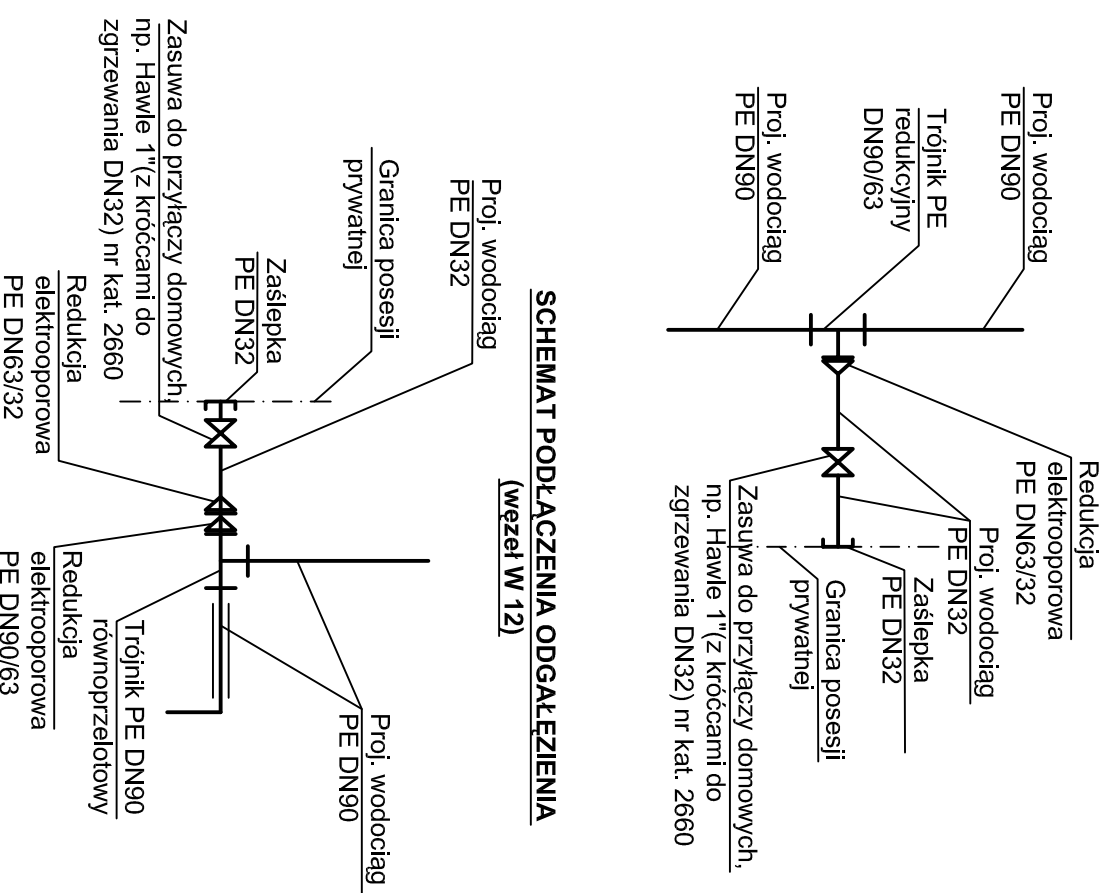 Proj. wodociąg
PE DN90
Trójnik PE
redukcyjny
DN90/63
Proj. wodociąg
PE DN90
Redukcja
elektrooporowa
PE DN63/32
Proj. wodociąg
PE DN32
Zaślepka
PE DN32
Granica posesji
prywatnej
Zasuwa do przyłączy domowych,
np. Hawle 1"(z króćcami do
zgrzewania DN32) nr kat. 2660
SCHEMAT PODŁĄCZENIA ODGAŁĘZIENIA
(węzeł W 12)
Proj. wodociąg
PE DN32
Granica posesji
prywatnej
Zaślepka
PE DN32
Zasuwa do przyłączy domowych,
np. Hawle 1"(z króćcami do
zgrzewania DN32) nr kat. 2660
Redukcja
elektrooporowa
PE DN63/32
Proj. wodociąg
PE DN90
Trójnik PE DN90
równoprzelotowy
Redukcja
elektrooporowa
PE DN90/63